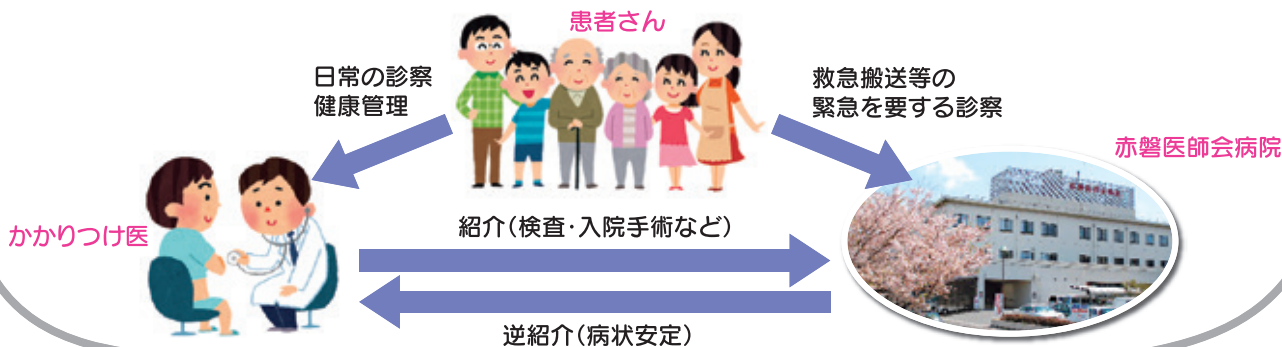 患者さん
日常の診察
健康管理
救急搬送等の
緊急を要する診察
赤磐医師会病院
かかりつけ医
紹介(検査・入院手術など)
逆紹介(病状安定)